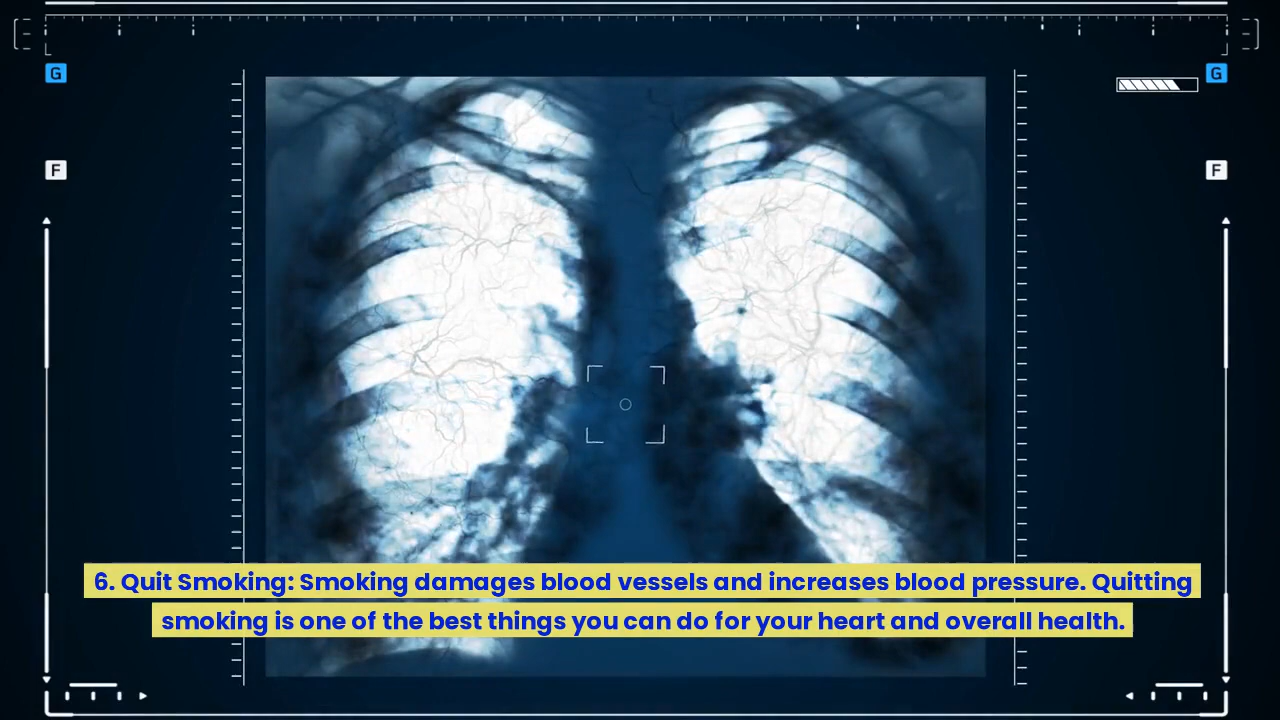 G G
F F
6. Quit Smoking: Smoking damages blood vessels and increases blood pressure. Quitting
smoking is one of the best things you can do for your heart and overall health.